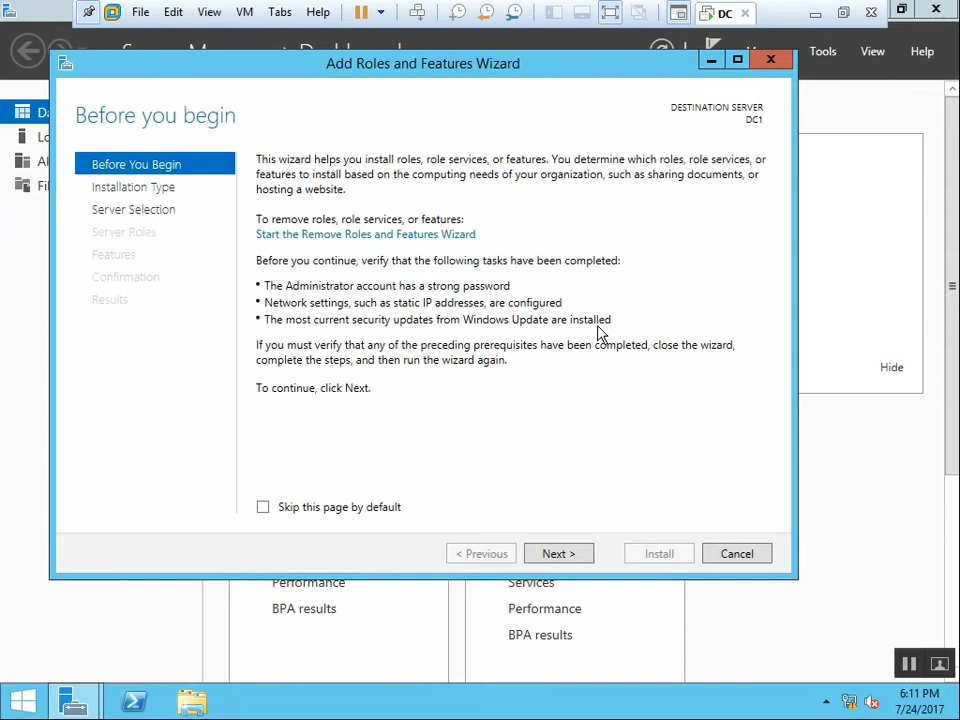 File Edit View VM Tabs Help DC
Tools View Help
Add Roles and Features Wizard
Before you begin
DESTINATION SERVER
DC1
Before You Begin
Installation Type
Server Selection
Server Roles
Features
Confirmation
Results
This wizard helps you install roles, role services, or features. You determine which roles, role services, or
features to install based on the computing needs of your organization, such as sharing documents, or
hosting a website.
To remove roles, role services, or features:
Start the Remove Roles and Features Wizard
Before you continue, verify that the following tasks have been completed:
• The Administrator account has a strong password
• Network settings, such as static IP addresses, are configured
• The most current security updates from Windows Update are installed
If you must verify that any of the preceding prerequisites have been completed, close the wizard,
complete the steps, and then run the wizard again.
To continue, click Next.
Skip this page by default
< Previous Next > Install Cancel
Hide
Performance
BPA results
Services
Performance
BPA results
6:11 PM
7/24/2017